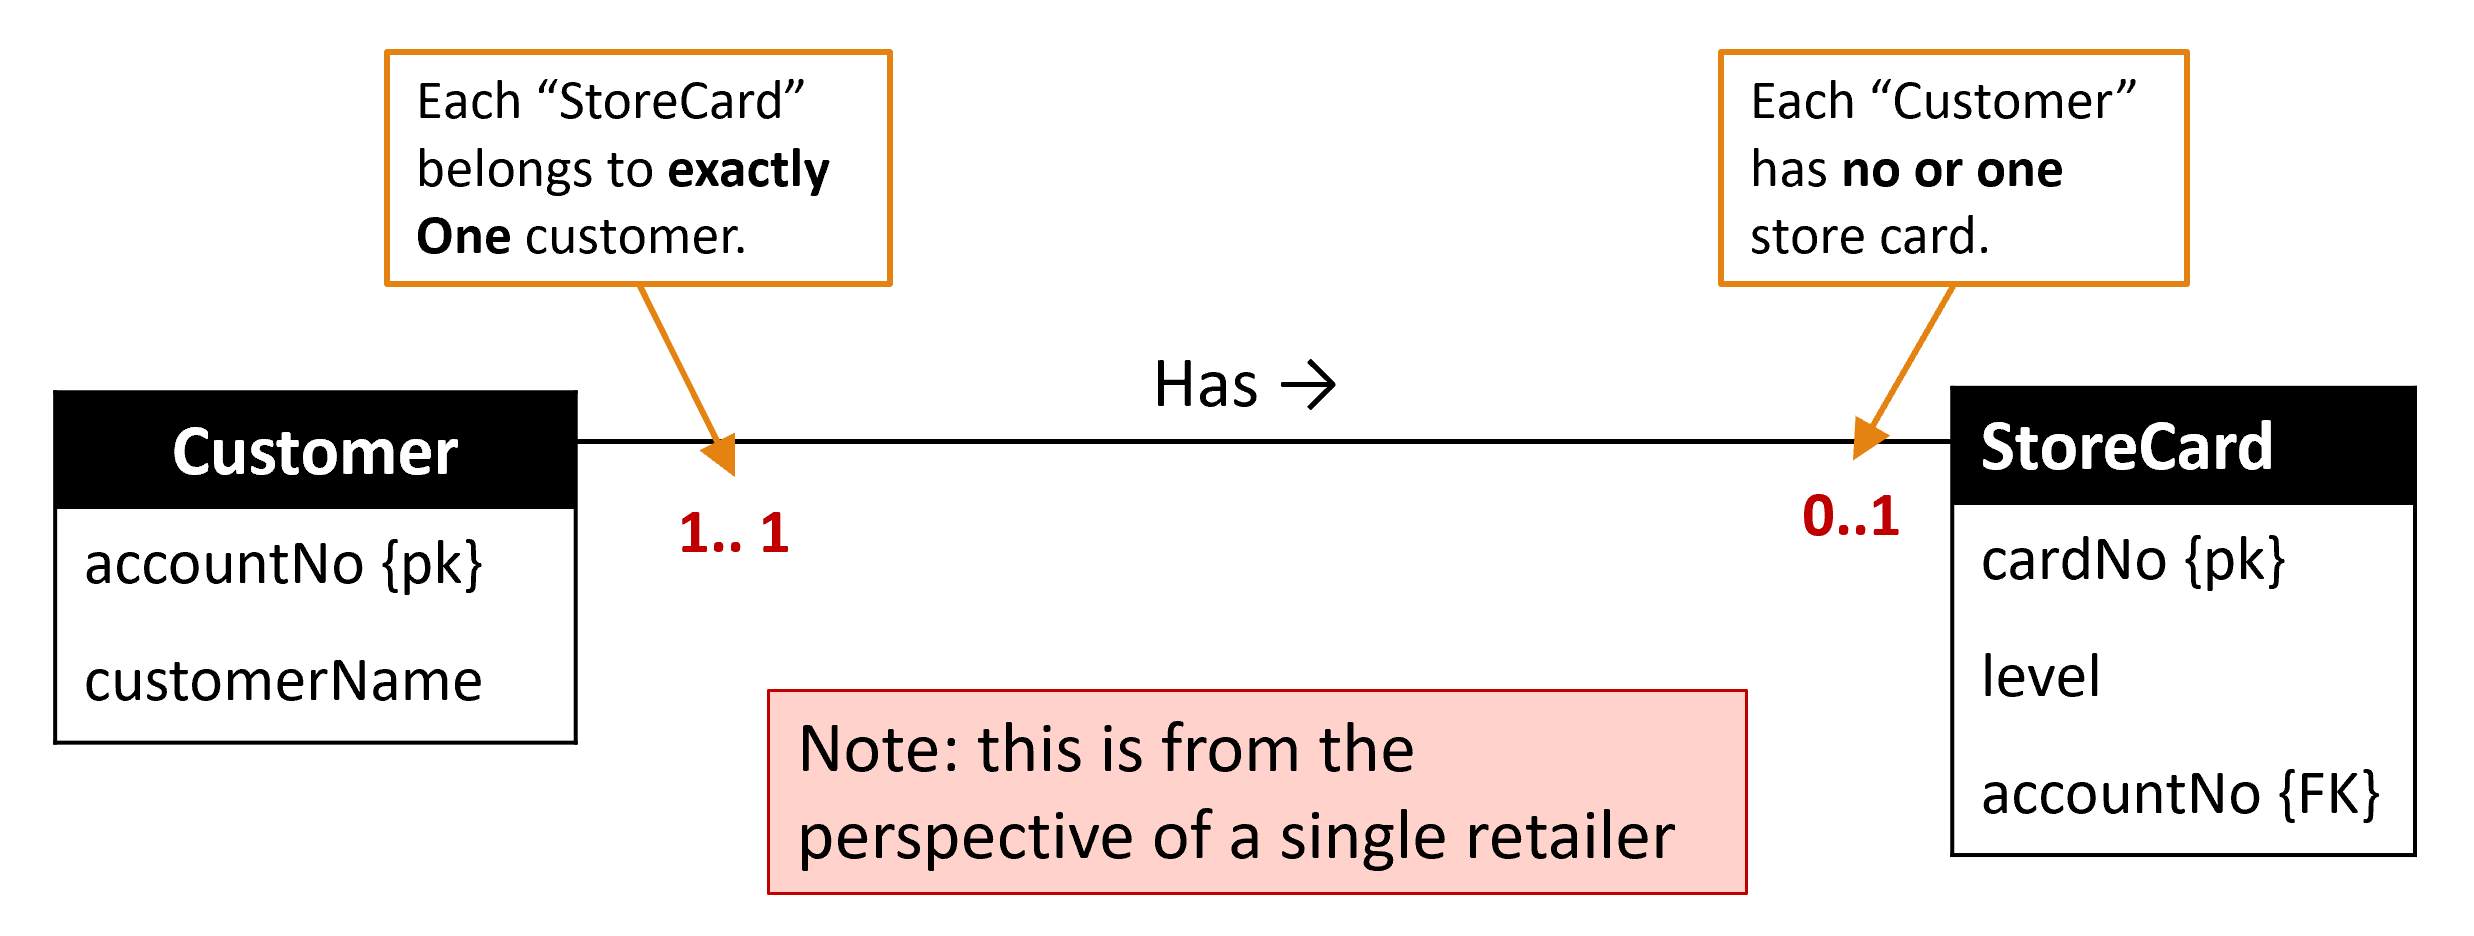 Each “StoreCard”
belongs to exactly
One customer.
Each “Customer”
has no or one
store card.
Has →
Customer
accountNo {pk}
customerName
1.. 1
0..1
StoreCard
cardNo {pk}
level
accountNo {FK}
Note: this is from the
perspective of a single retailer